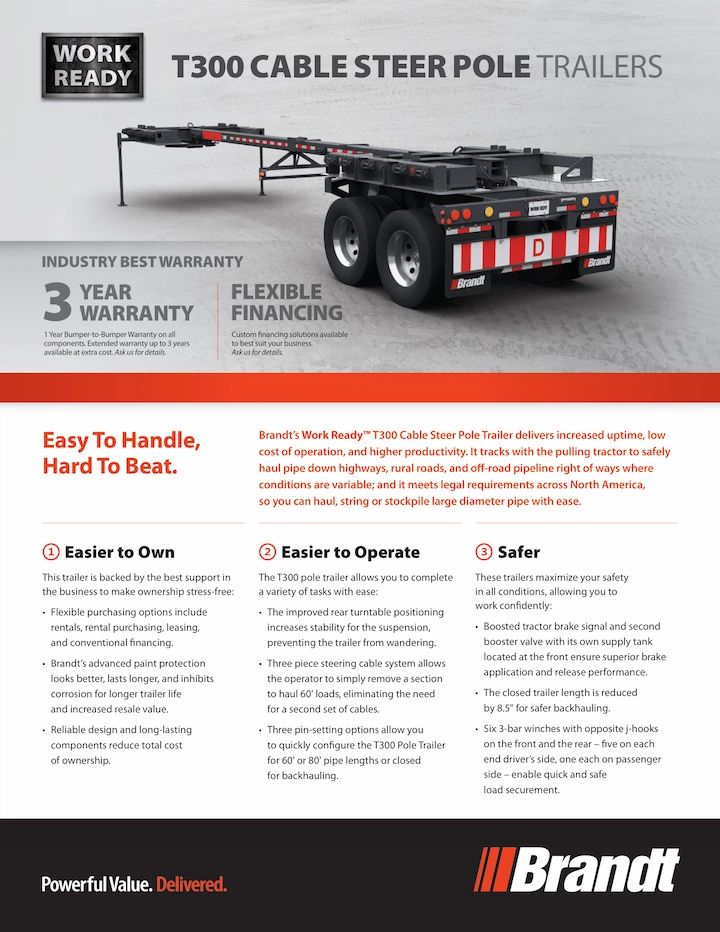 WORK
READY
T300 CABLE STEER POLE TRAILERS
WORK RDY
D
Brandt
Brandt
INDUSTRY BEST WARRANTY
3 YEAR
WARRANTY
1 Year Bumper-to-Bumper Warranty on all
components. Extended warranty up to 3 years
available at extra cost. Ask us for details.
FLEXIBLE
FINANCING
Custom financing solutions available
to best suit your business.
Ask us for details.
Easy To Handle,
Hard To Beat.
Brandt's Work Ready™ T300 Cable Steer Pole Trailer delivers increased uptime, low
cost of operation, and higher productivity. It tracks with the pulling tractor to safely
haul pipe down highways, rural roads, and off-road pipeline right of ways where
conditions are variable; and it meets legal requirements across North America,
so you can haul, string or stockpile large diameter pipe with ease.
1 Easier to Own
This trailer is backed by the best support in
the business to make ownership stress-free:
• Flexible purchasing options include
rentals, rental purchasing, leasing,
and conventional financing.
• Brandt's advanced paint protection
looks better, lasts longer, and inhibits
corrosion for longer trailer life
and increased resale value.
• Reliable design and long-lasting
components reduce total cost
of ownership.
2 Easier to Operate
The T300 pole trailer allows you to complete
a variety of tasks with ease:
• The improved rear turntable positioning
increases stability for the suspension,
preventing the trailer from wandering.
• Three piece steering cable system allows
the operator to simply remove a section
to haul 60' loads, eliminating the need
for a second set of cables.
• Three pin-setting options allow you
to quickly configure the T300 Pole Trailer
for 60' or 80' pipe lengths or closed
for backhauling.
3 Safer
These trailers maximize your safety
in all conditions, allowing you to
work confidently:
• Boosted tractor brake signal and second
booster valve with its own supply tank
located at the front ensure superior brake
application and release performance.
• The closed trailer length is reduced
by 8.5" for safer backhauling.
• Six 3-bar winches with opposite j-hooks
on the front and the rear – five on each
end driver's side, one each on passenger
side – enable quick and safe
load securement.
Powerful Value. Delivered.
Brandt